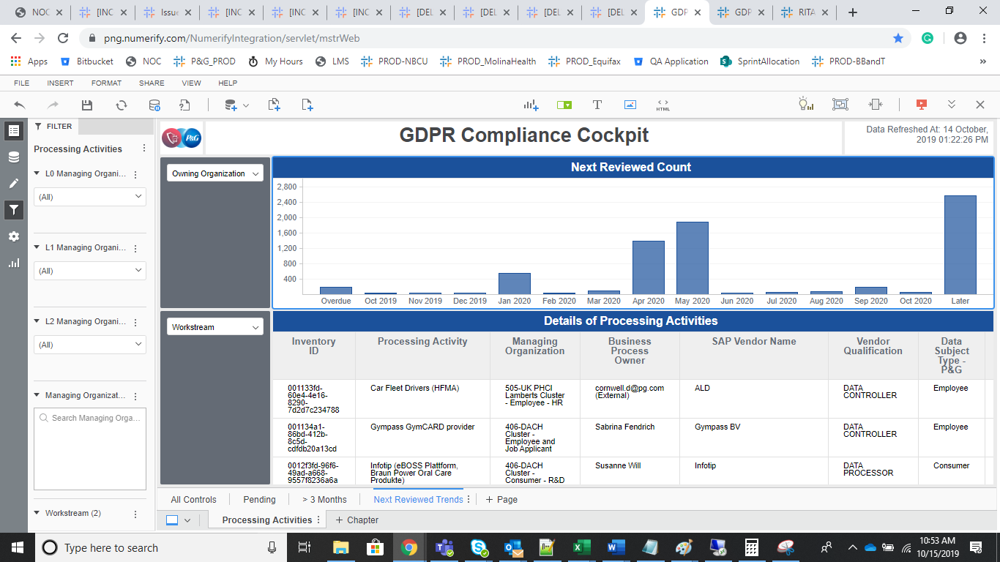 NOC
[INC
Issue
[INC
[INC
[INC
[DEL
[DEL
[DEL
[DEL
GDP
GDP
RITA
png.numerify.com/NumerifyIntegration/servlet/mstrWeb
Apps
Bitbucket
NOC
P&G_PROD
My Hours
LMS
PROD-NBCU
PROD_MolinaHealth
PROD_Equifax
QA Application
SprintAllocation
PROD-BBandT
FILE
INSERT
FORMAT
SHARE
VIEW
HELP
HTML
FILTER
Processing Activities
L0 Managing Organi...
(All)
L1 Managing Organi...
(All)
L2 Managing Organi...
(All)
Managing Organizat...
Search Managing Orga...
Workstream (2)
P&G
GDPR Compliance Cockpit
Data Refreshed At: 14 October,
2019 01:22:26 PM
Owning Organization
Next Reviewed Count
2,800
2,400
2,000
1,600
1,200
800
400
Overdue
Oct 2019
Nov 2019
Dec 2019
Jan 2020
Feb 2020
Mar 2020
Apr 2020
May 2020
Jun 2020
Jul 2020
Aug 2020
Sep 2020
Oct 2020
Later
Workstream
Details of Processing Activities
Inventory
ID
Processing Activity
Managing
Organization
Business
Process
Owner
SAP Vendor Name
Vendor
Qualification
Data
Subject
Type -
P&G
001133fd-
60e4-4e16-
8290-
7d2d7c234788
Car Fleet Drivers (HFMA)
505-UK PHCI
Lamberts Cluster
- Employee - HR
cornwell.d@pg.com
(External)
ALD
DATA
CONTROLLER
Employee
001134a1-
86bd-412b-
8c5d-
cdfdb20a13cd
Gympass GymCARD provider
406-DACH
Cluster -
Employee and
Job Applicant
Sabrina Fendrich
Gympass BV
DATA
CONTROLLER
Employee
0012f3fd-96f6-
49ad-a668-
9557f8236a6a
Infotip (eBOSS Plattform,
Braun Power Oral Care
Produkte)
406-DACH
Cluster -
Consumer - R&D
Susanne Will
Infotip
DATA
PROCESSOR
Consumer
All Controls
Pending
> 3 Months
Next Reviewed Trends
+ Page
Processing Activities
+ Chapter
Type here to search
10:53 AM
10/15/2019